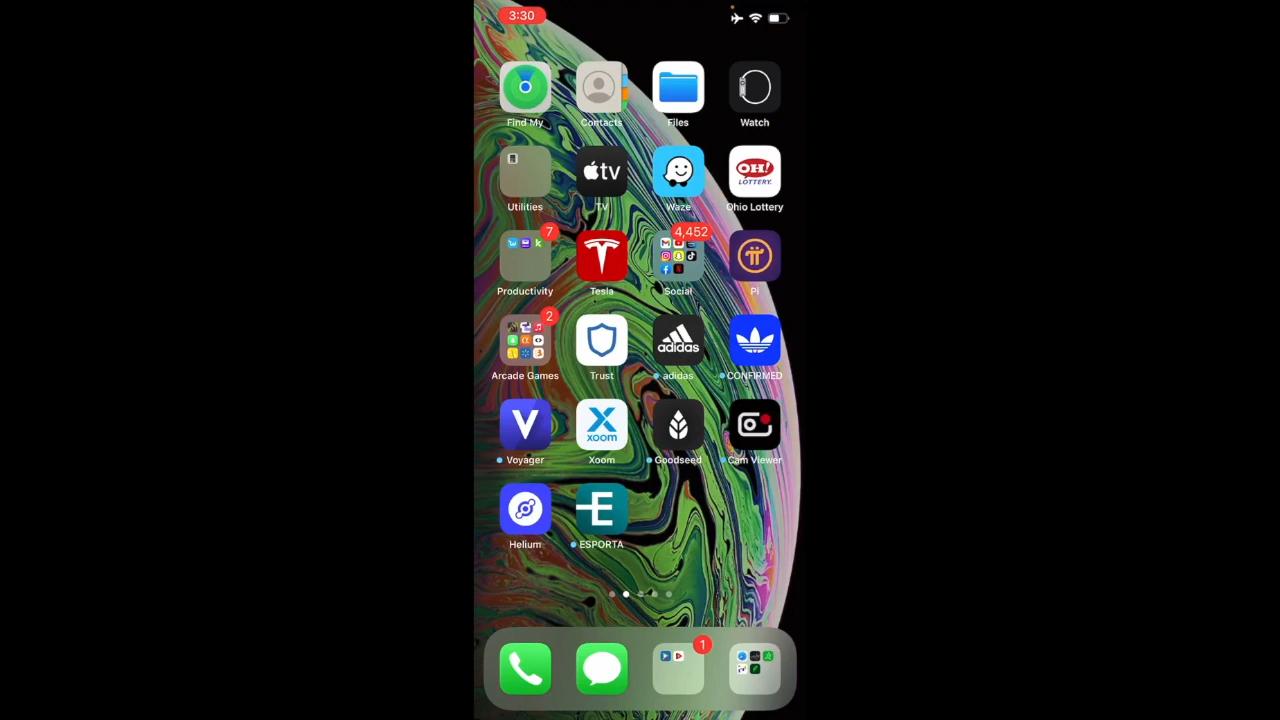 3:30
Find My Contacts Files Watch
tv OH! LOTTERY.
Utilities TV Waze Ohio Lottery
7 4,452
Productivity Tesla Social Pi
2 adidas
Arcade Games Trust adidas CONFIRMED
V X xoom
Voyager Xoom Goodseed Cam Viewer
E
Helium ESPORTA
1